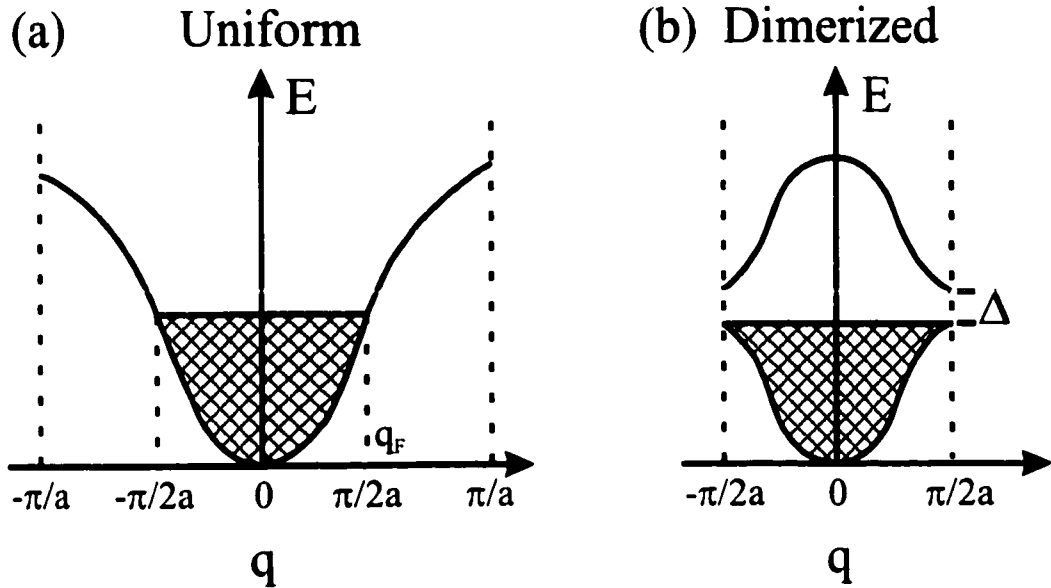 (a) Uniform
E
q_F
-π/a -π/2a 0 π/2a π/a
q
(b) Dimerized
E
Δ
-π/2a 0 π/2a
q